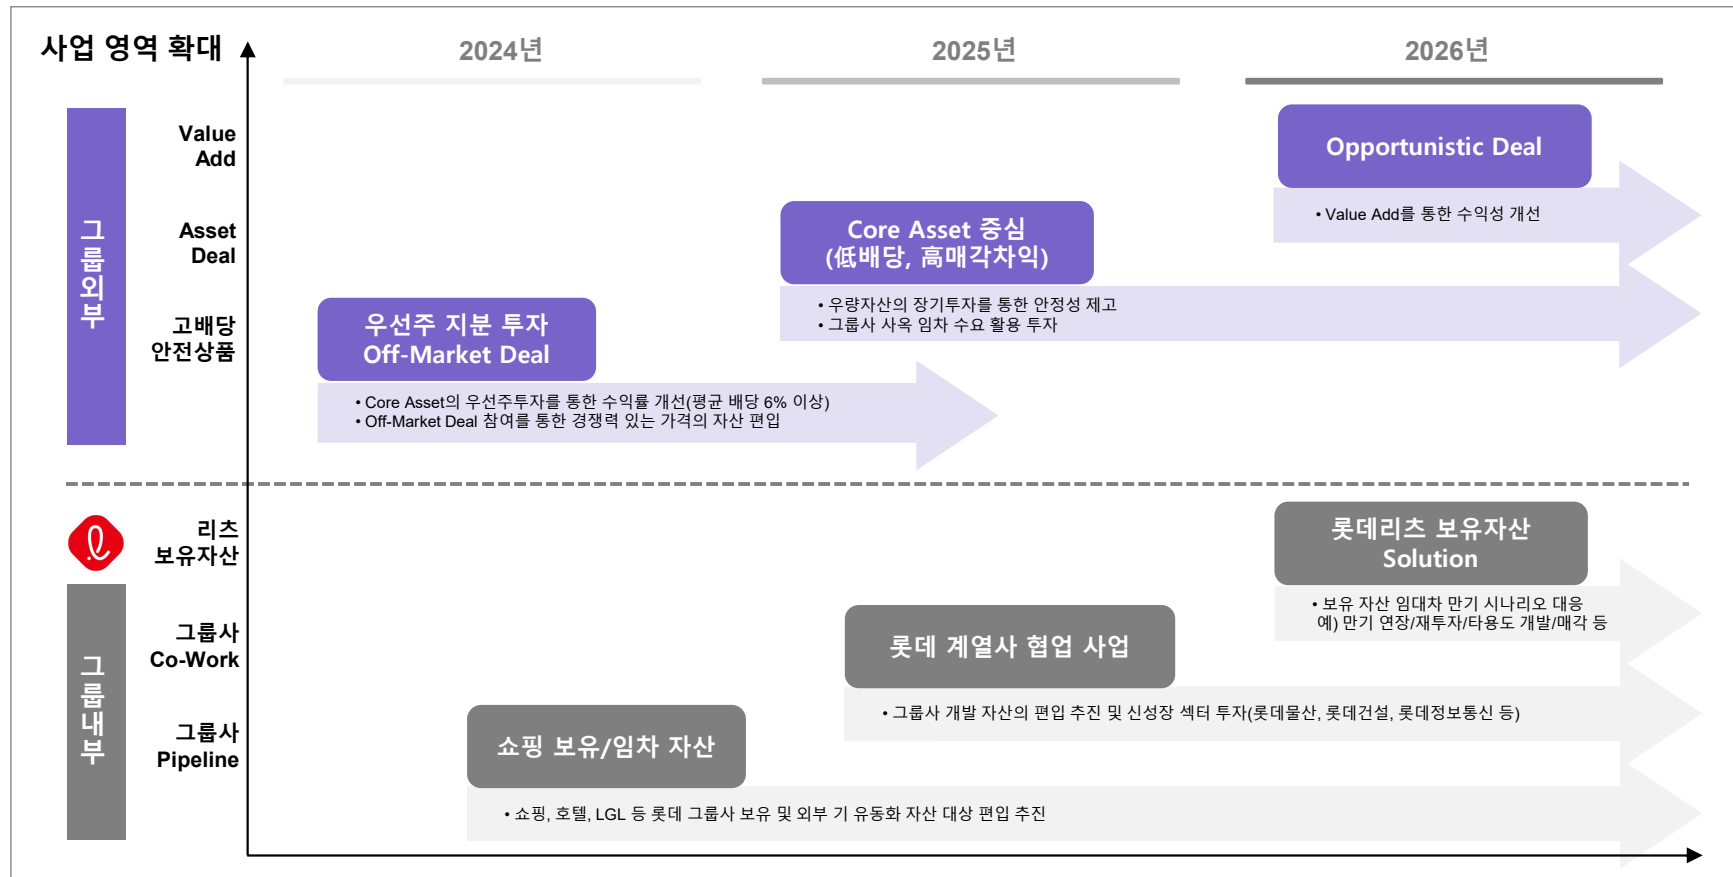 사업 영역 확대
2024년
2025년
2026년
그룹외부
Value
Add
Opportunistic Deal
• Value Add를 통한 수익성 개선
Asset
Deal
Core Asset 중심
(低배당, 高매각차익)
• 우량자산의 장기투자를 통한 안정성 제고
• 그룹사 사옥 임차 수요 활용 투자
고배당
안전상품
우선주 지분 투자
Off-Market Deal
• Core Asset의 우선주투자를 통한 수익률 개선(평균 배당 6% 이상)
• Off-Market Deal 참여를 통한 경쟁력 있는 가격의 자산 편입
리츠
보유자산
롯데리츠 보유자산
Solution
• 보유 자산 임대차 만기 시나리오 대응
예) 만기 연장/재투자/타용도 개발/매각 등
그룹내부
그룹사
Co-Work
롯데 계열사 협업 사업
• 그룹사 개발 자산의 편입 추진 및 신성장 섹터 투자(롯데물산, 롯데건설, 롯데정보통신 등)
그룹사
Pipeline
쇼핑 보유/임차 자산
• 쇼핑, 호텔, LGL 등 롯데 그룹사 보유 및 외부 기 유동화 자산 대상 편입 추진